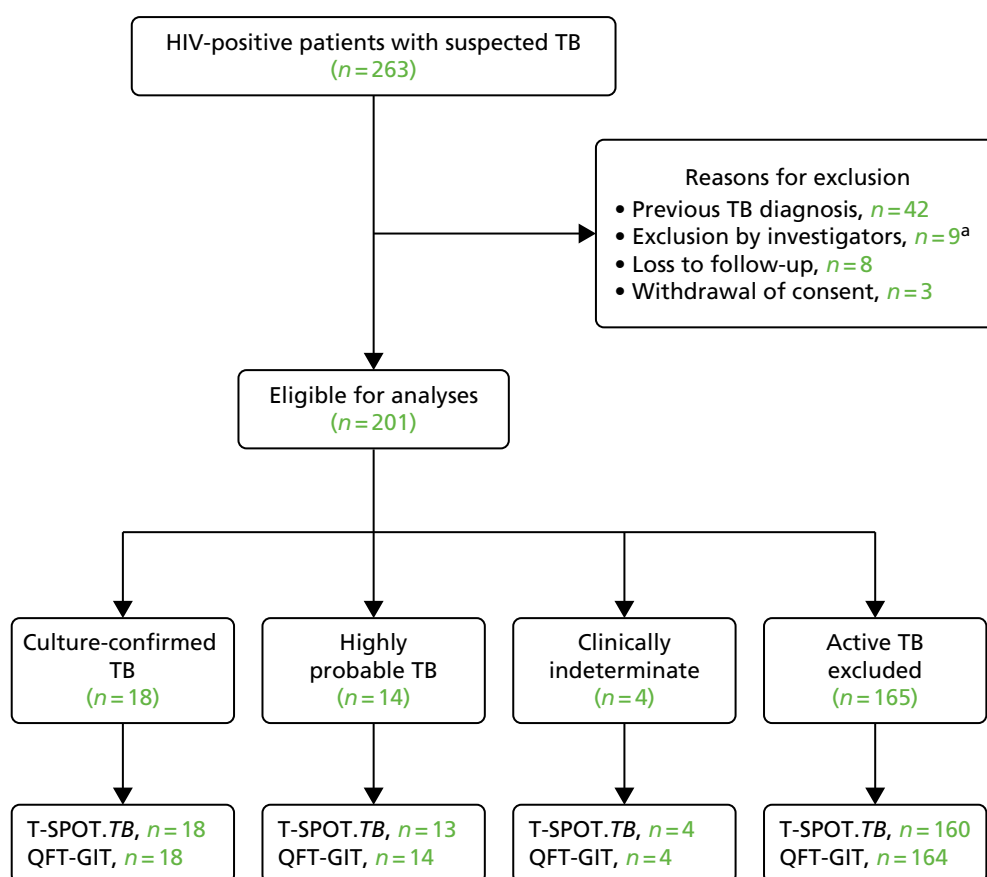 HIV-positive patients with suspected TB
(n=263)
Reasons for exclusion
• Previous TB diagnosis, n=42
• Exclusion by investigators, n=9ᵃ
• Loss to follow-up, n=8
• Withdrawal of consent, n=3
Eligible for analyses
(n=201)
Culture-confirmed
TB
(n=18)
Highly
probable TB
(n=14)
Clinically
indeterminate
(n=4)
Active TB
excluded
(n=165)
T-SPOT.TB, n=18
QFT-GIT, n=18
T-SPOT.TB, n=13
QFT-GIT, n=14
T-SPOT.TB, n=4
QFT-GIT, n=4
T-SPOT.TB, n=160
QFT-GIT, n=164